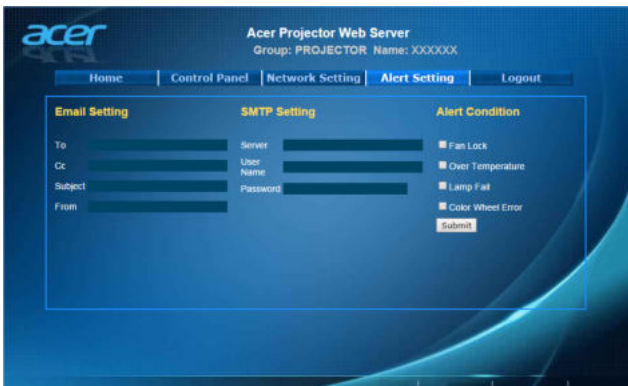 acer
Acer Projector Web Server
Group: PROJECTOR Name: XXXXXX
Home Control Panel Network Setting Alert Setting Logout
Email Setting
To
Cc
Subject
From
SMTP Setting
Server
User
Name
Password
Alert Condition
Fan Lock
Over Temperature
Lamp Fail
Color Wheel Error
Submit